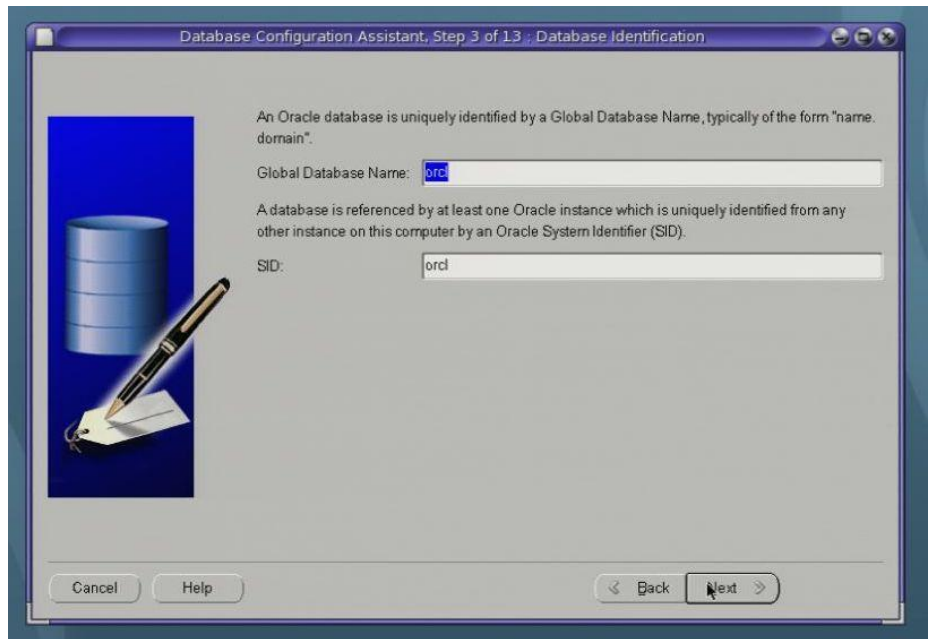 Database Configuration Assistant, Step 3 of 13 : Database Identification
An Oracle database is uniquely identified by a Global Database Name, typically of the form "name.
domain".
Global Database Name: orcl
A database is referenced by at least one Oracle instance which is uniquely identified from any
other instance on this computer by an Oracle System Identifier (SID).
SID: orcl
Cancel Help Back Next